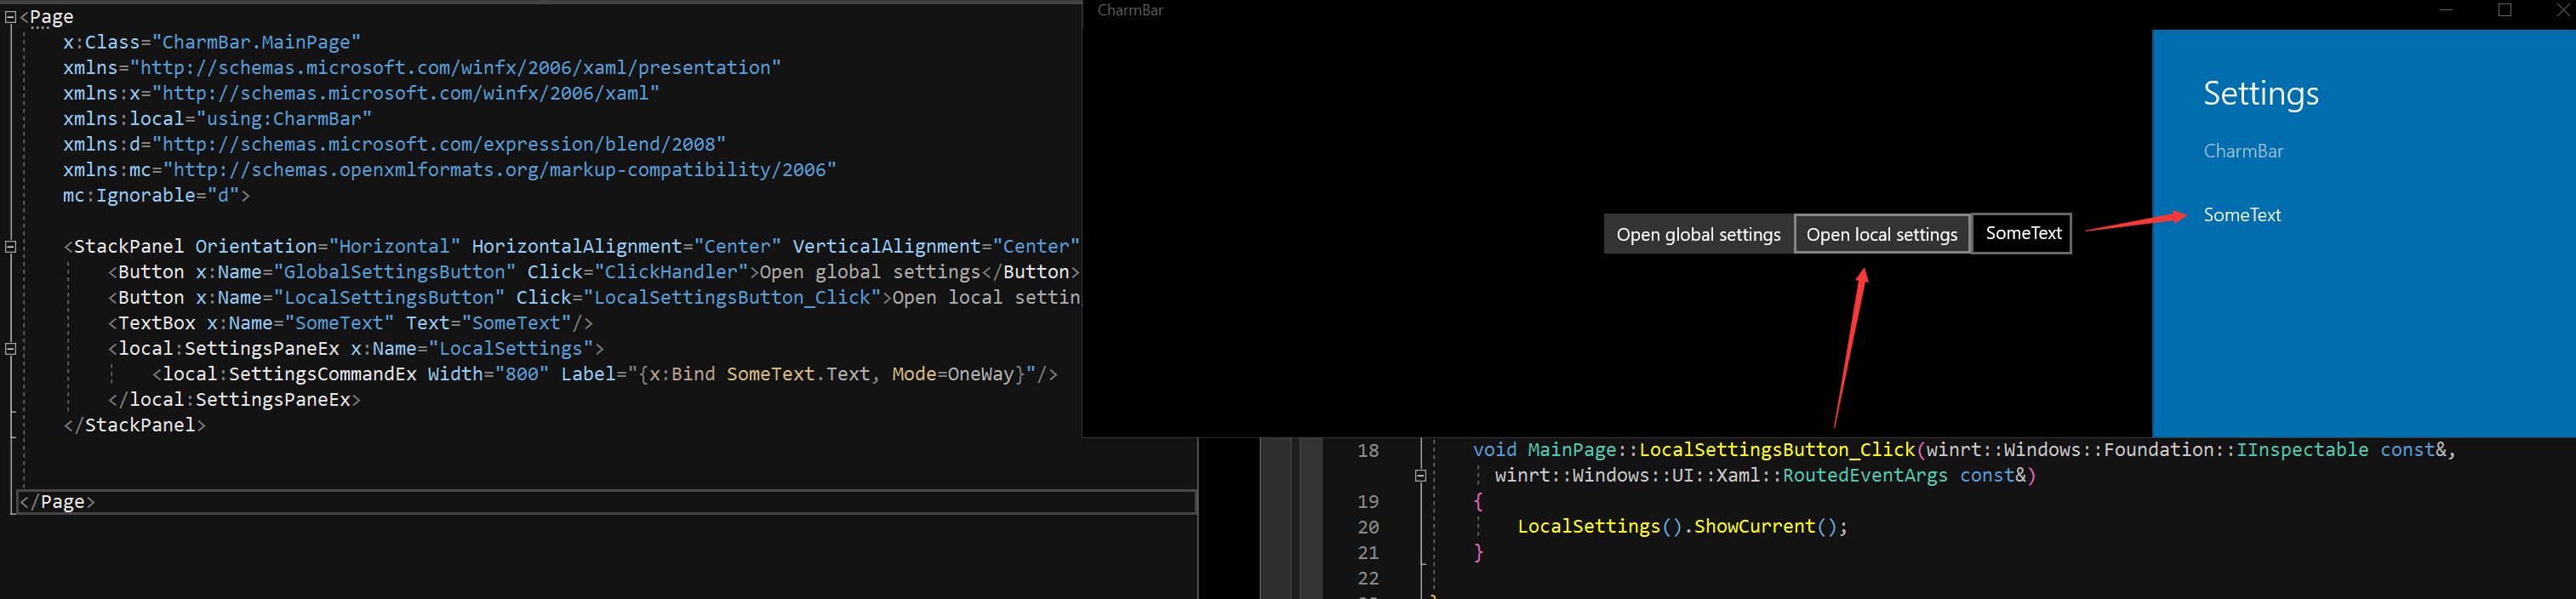 <Page
x:Class="CharmBar.MainPage"
xmlns="http://schemas.microsoft.com/winfx/2006/xaml/presentation"
xmlns:x="http://schemas.microsoft.com/winfx/2006/xaml"
xmlns:local="using:CharmBar"
xmlns:d="http://schemas.microsoft.com/expression/blend/2008"
xmlns:mc="http://schemas.openxmlformats.org/markup-compatibility/2006"
mc:Ignorable="d">
<StackPanel Orientation="Horizontal" HorizontalAlignment="Center" VerticalAlignment="Center"
<Button x:Name="GlobalSettingsButton" Click="ClickHandler">Open global settings</Button>
<Button x:Name="LocalSettingsButton" Click="LocalSettingsButton_Click">Open local settin
<TextBox x:Name="SomeText" Text="SomeText"/>
<local:SettingsPaneEx x:Name="LocalSettings">
<local:SettingsCommandEx Width="800" Label="{x:Bind SomeText.Text, Mode=OneWay}"/>
</local:SettingsPaneEx>
</StackPanel>
</Page>
CharmBar
Open global settings
Open local settings
SomeText
Settings
CharmBar
SomeText
18 void MainPage::LocalSettingsButton_Click(winrt::Windows::Foundation::IInspectable const&,
winrt::Windows::UI::Xaml::RoutedEventArgs const&)
19 {
20 LocalSettings().ShowCurrent();
21 }
22